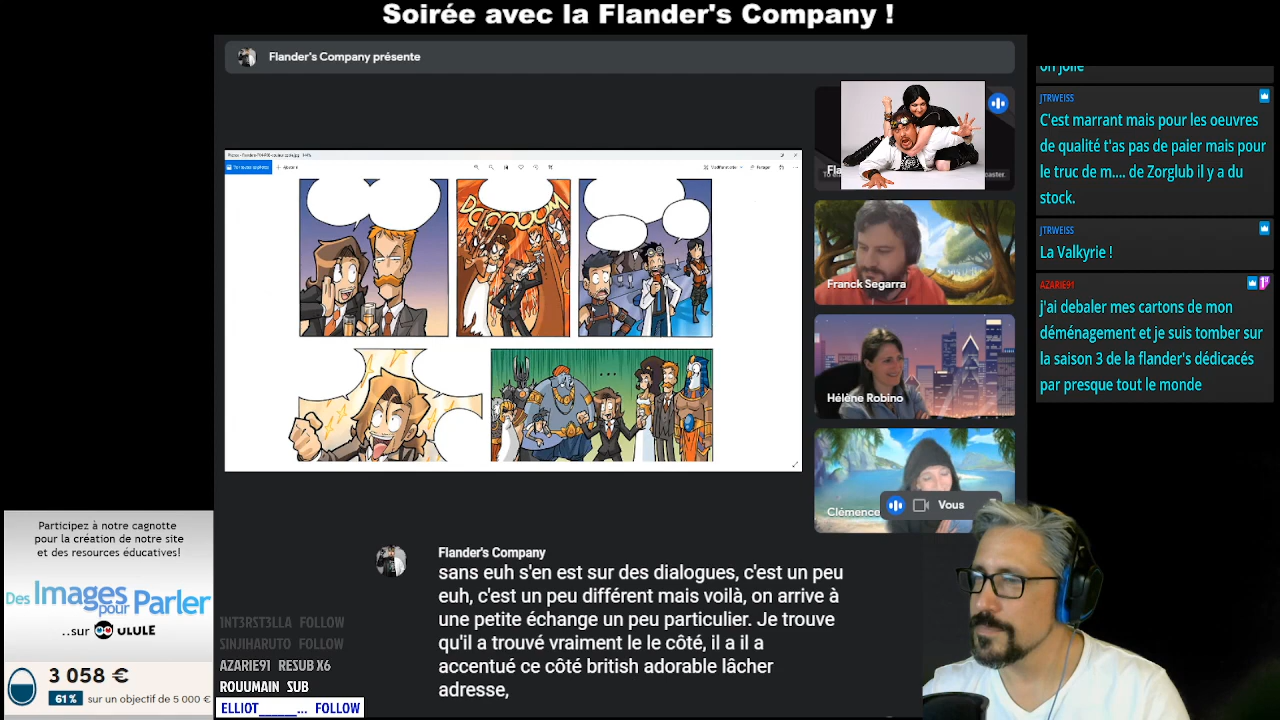 Soirée avec la Flander's Company !
Flander's Company présente
DOOOOOM
Franck Segarra
Hélène Robino
Clémence
Vous
on jolie
JTRWEISS
C'est marrant mais pour les oeuvres
de qualité t'as pas de paier mais pour
le truc de m.... de Zorglub il y a du
stock.
JTRWEISS
La Valkyrie !
AZARIE91
j'ai debaler mes cartons de mon
déménagement et je suis tomber sur
la saison 3 de la flander's dédicacés
par presque tout le monde
Flander's Company
sans euh s'en est sur des dialogues, c'est un peu
euh, c'est un peu différent mais voilà, on arrive à
une petite échange un peu particulier. Je trouve
qu'il a trouvé vraiment le le côté, il a il a
accentué ce côté british adorable lâcher
adresse,
Participez à notre cagnotte
pour la création de notre site
et des resources éducatives!
Des Images pour Parler
..sur ULULE
3 058 €
61 % sur un objectif de 5 000 €
1NT3RST3LLA FOLLOW
SINJIHARUTO FOLLOW
AZARIE91 RESUB X6
ROUUMAIN SUB
ELLIOT______... FOLLOW